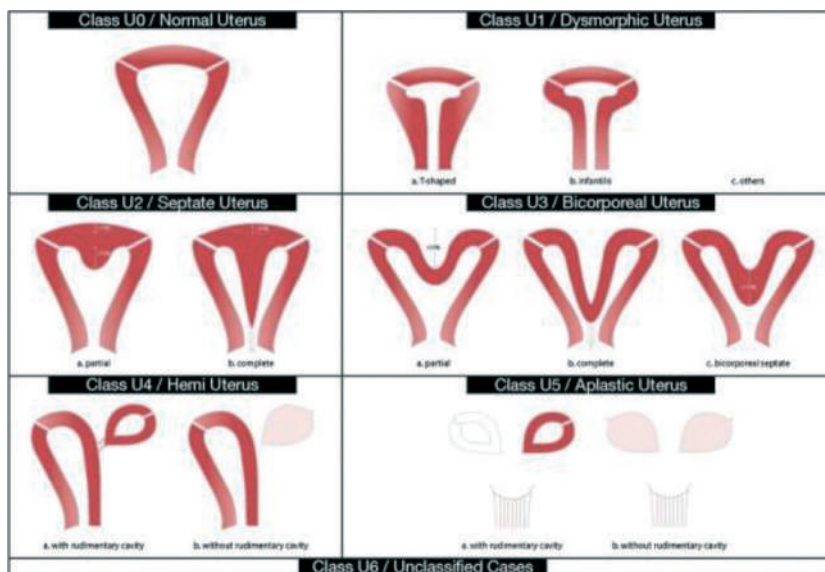 Class U0 / Normal Uterus
Class U1 / Dysmorphic Uterus
a. T-shaped
b. infantilis
c. others
Class U2 / Septate Uterus
Class U3 / Bicorporeal Uterus
a. partial
b. complete
a. partial
b. complete
c. bicorporeal septate
Class U4 / Hemi Uterus
Class U5 / Aplastic Uterus
a. with rudimentary cavity
b. without rudimentary cavity
a. with rudimentary cavity
b. without rudimentary cavity
Class U6 / Unclassified Cases